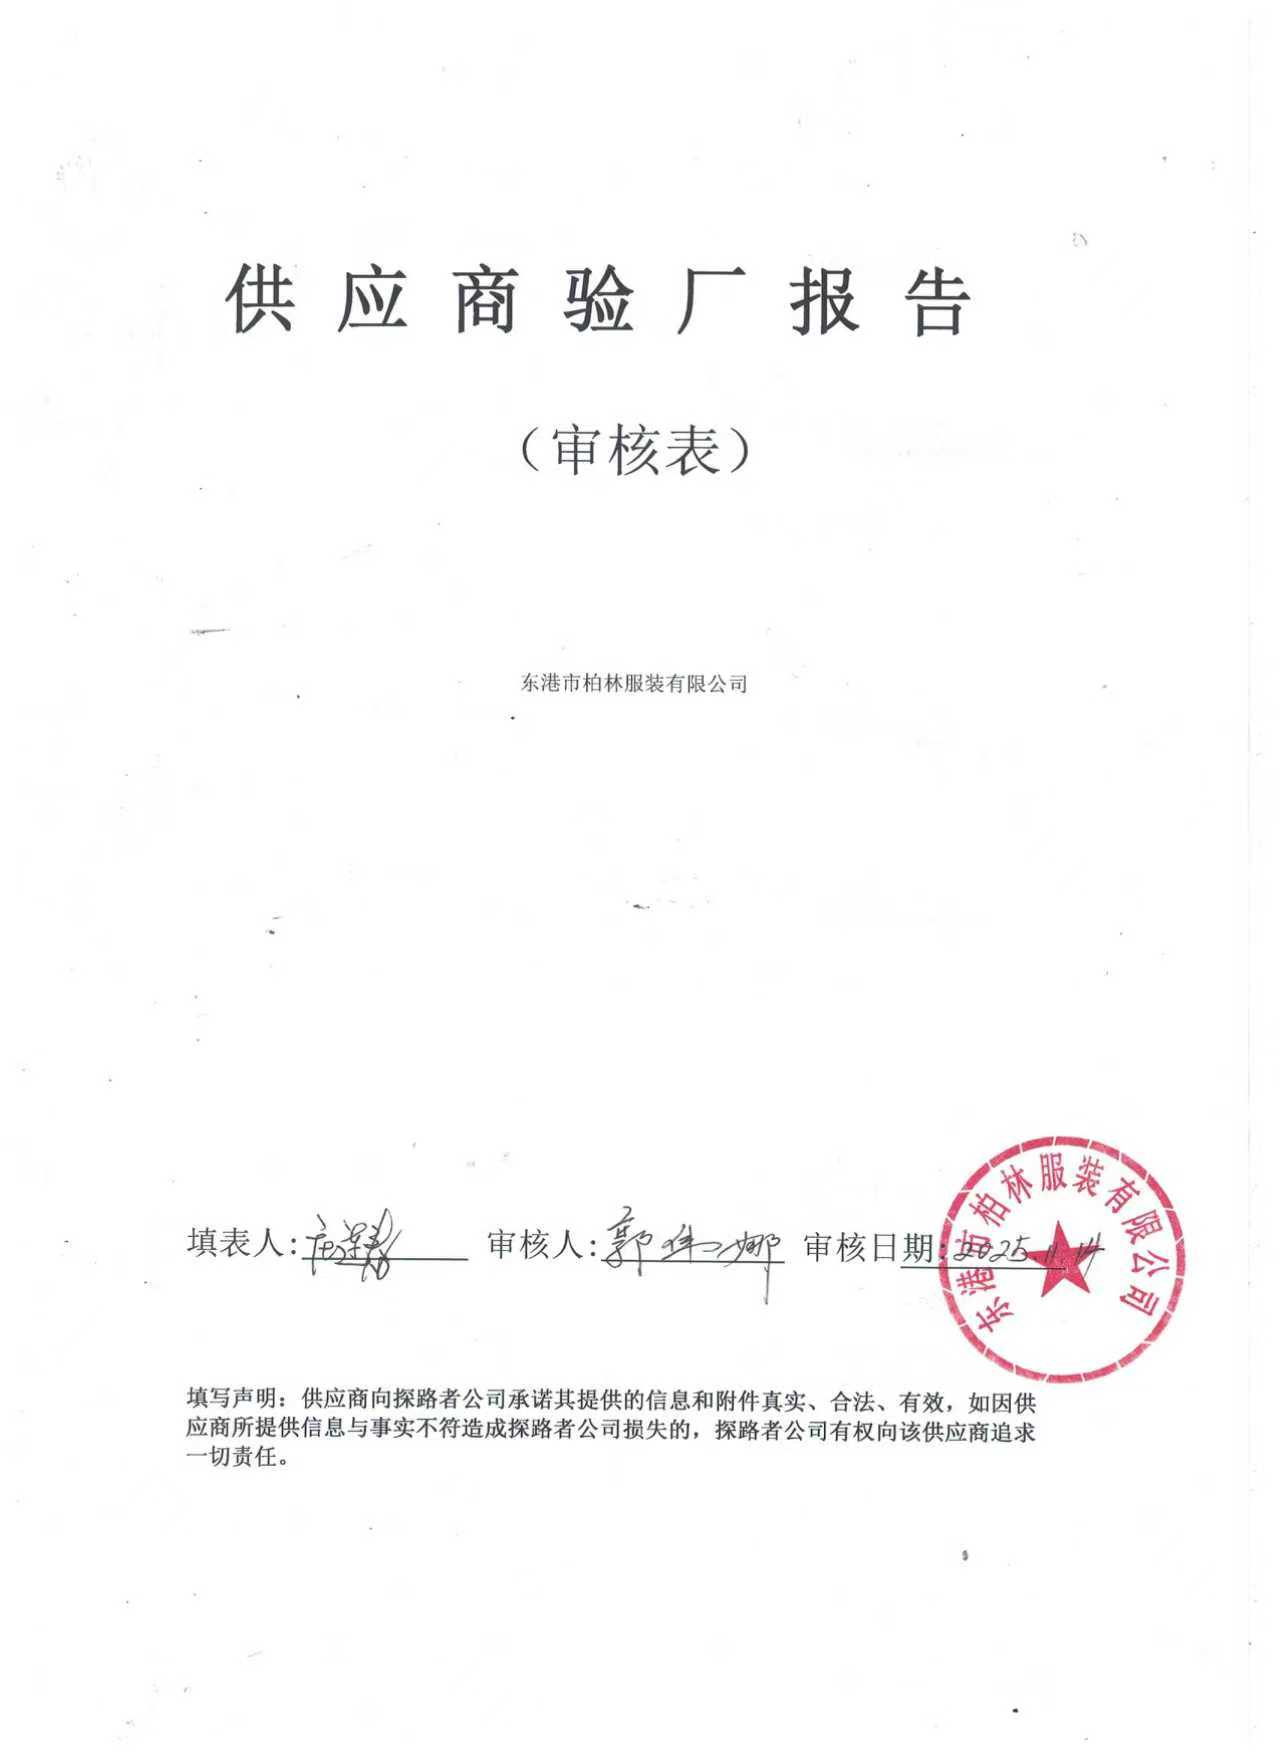 供应商验厂报告
（审核表）
东港市柏林服装有限公司
填表人: 审核人:郭伟娜 审核日期:2025.11.14
东港市柏林服装有限公司
填写声明：供应商向探路者公司承诺其提供的信息和附件真实、合法、有效，如因供
应商所提供信息与事实不符造成探路者公司损失的，探路者公司有权向该供应商追求
一切责任。